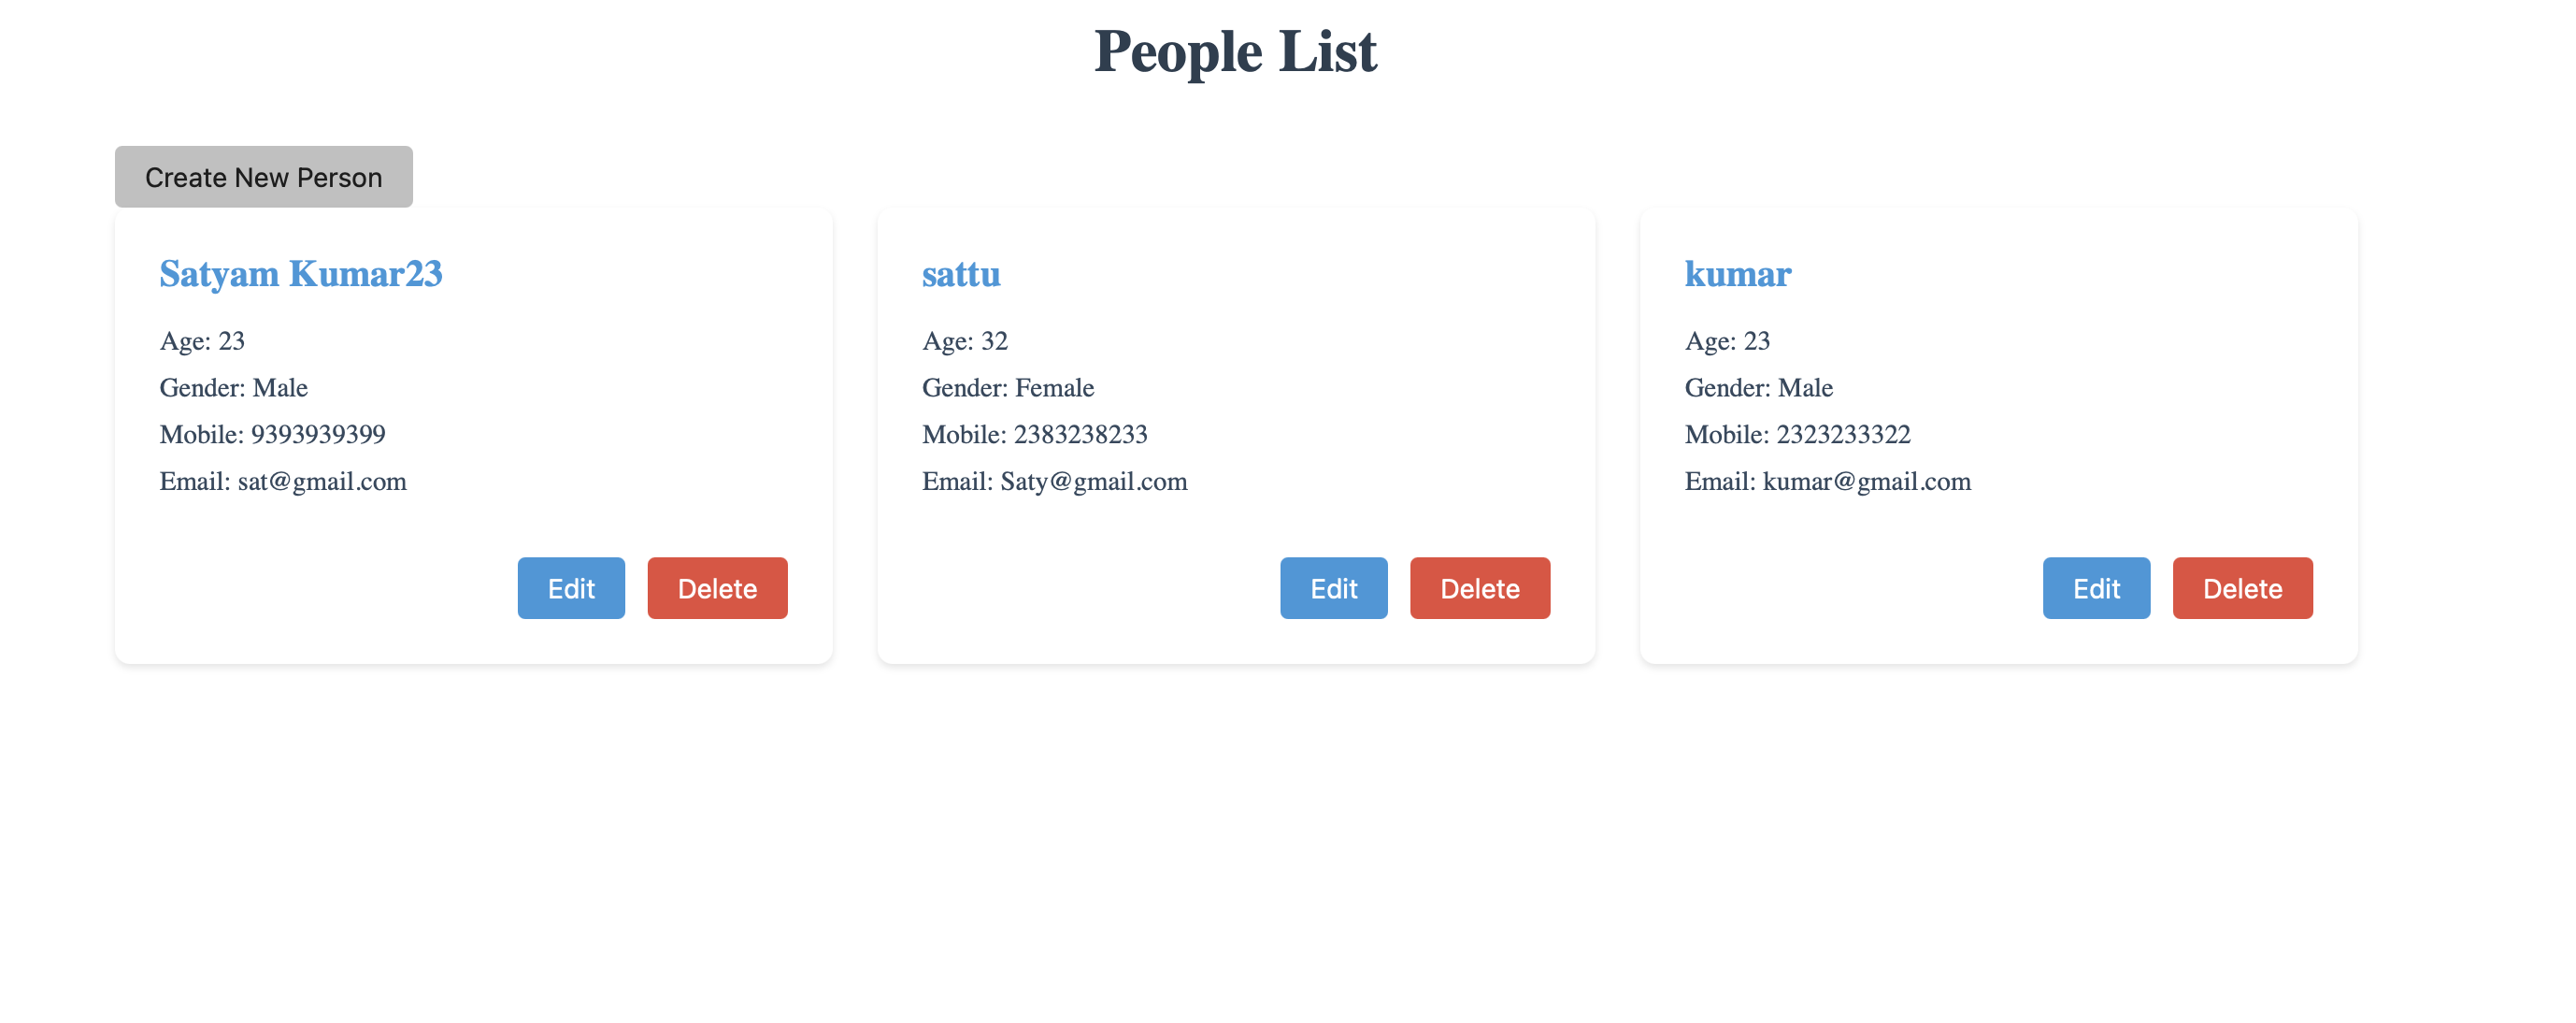 People List
Create New Person
Satyam Kumar23
Age: 23
Gender: Male
Mobile: 9393939399
Email: sat@gmail.com
Edit Delete
sattu
Age: 32
Gender: Female
Mobile: 2383238233
Email: Saty@gmail.com
Edit Delete
kumar
Age: 23
Gender: Male
Mobile: 2323233322
Email: kumar@gmail.com
Edit Delete